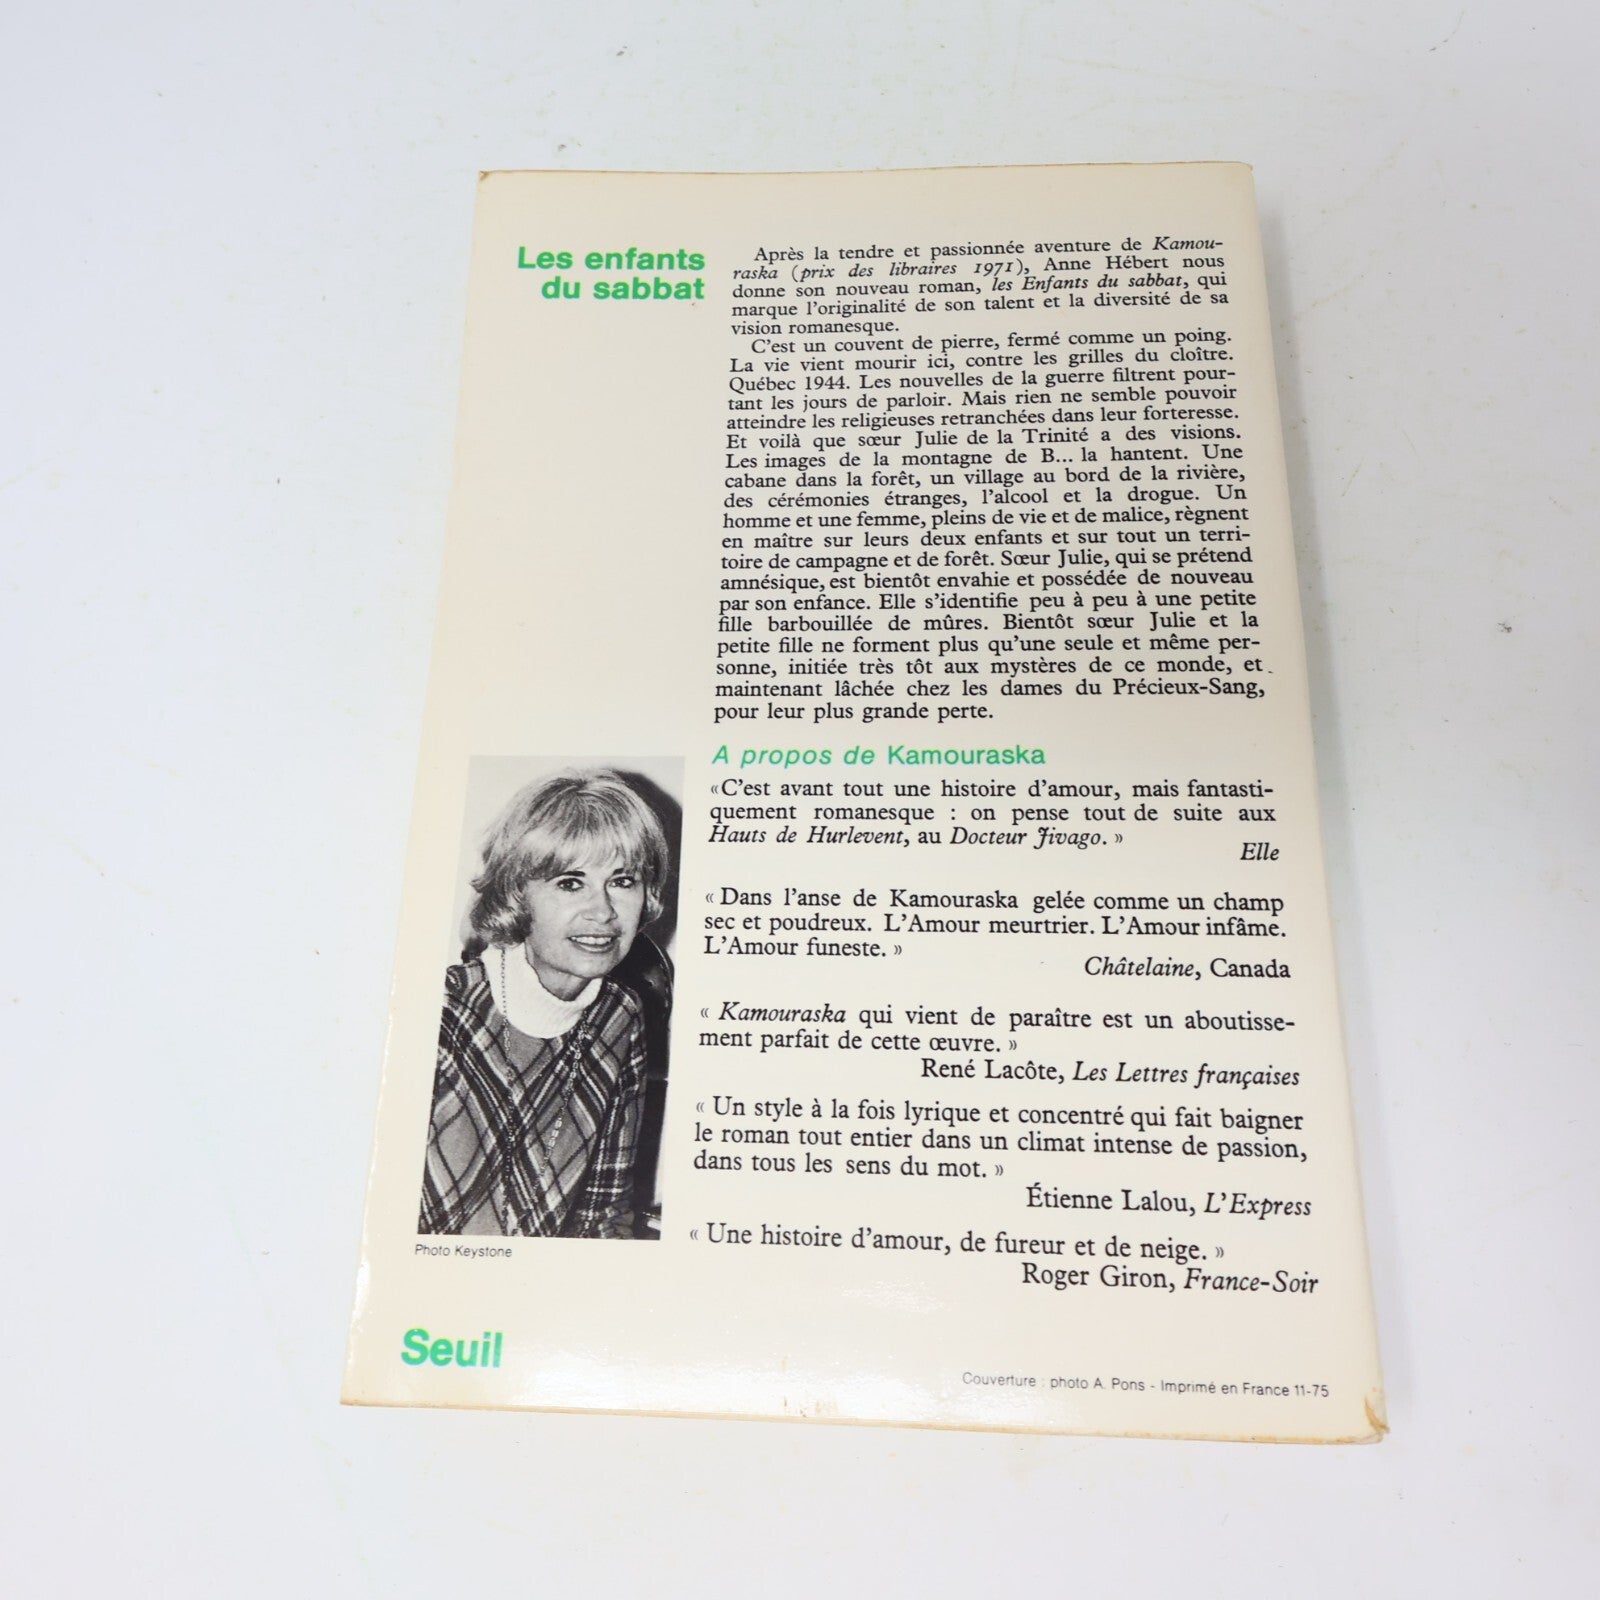 Les enfants
du sabbat
Après la tendre et passionnée aventure de Kamou-
raska (prix des libraires 1971), Anne Hébert nous
donne son nouveau roman, les Enfants du sabbat, qui
marque l'originalité de son talent et la diversité de sa
vision romanesque.
C'est un couvent de pierre, fermé comme un poing.
La vie vient mourir ici, contre les grilles du cloître.
Québec 1944. Les nouvelles de la guerre filtrent pour-
tant les jours de parloir. Mais rien ne semble pouvoir
atteindre les religieuses retranchées dans leur forteresse.
Et voilà que sœur Julie de la Trinité a des visions.
Les images de la montagne de B... la hantent. Une
cabane dans la forêt, un village au bord de la rivière,
des cérémonies étranges, l'alcool et la drogue. Un
homme et une femme, pleins de vie et de malice, règnent
en maître sur leurs deux enfants et sur tout un terri-
toire de campagne et de forêt. Sœur Julie, qui se prétend
amnésique, est bientôt envahie et possédée de nouveau
par son enfance. Elle s'identifie peu à peu à une petite
fille barbouillée de mûres. Bientôt sœur Julie et la
petite fille ne forment plus qu'une seule et même per-
sonne, initiée très tôt aux mystères de ce monde, et
maintenant lâchée chez les dames du Précieux-Sang,
pour leur plus grande perte.
A propos de Kamouraska
«C'est avant tout une histoire d'amour, mais fantasti-
quement romanesque : on pense tout de suite aux
Hauts de Hurlevent, au Docteur Jivago. »
Elle
« Dans l'anse de Kamouraska gelée comme un champ
sec et poudreux. L'Amour meurtrier. L'Amour infâme.
L'Amour funeste. »
Châtelaine, Canada
« Kamouraska qui vient de paraître est un aboutisse-
ment parfait de cette œuvre. »
René Lacôte, Les Lettres françaises
« Un style à la fois lyrique et concentré qui fait baigner
le roman tout entier dans un climat intense de passion,
dans tous les sens du mot. »
Étienne Lalou, L'Express
« Une histoire d'amour, de fureur et de neige. »
Roger Giron, France-Soir
Photo Keystone
Seuil
Couverture : photo A. Pons - Imprimé en France 11-75